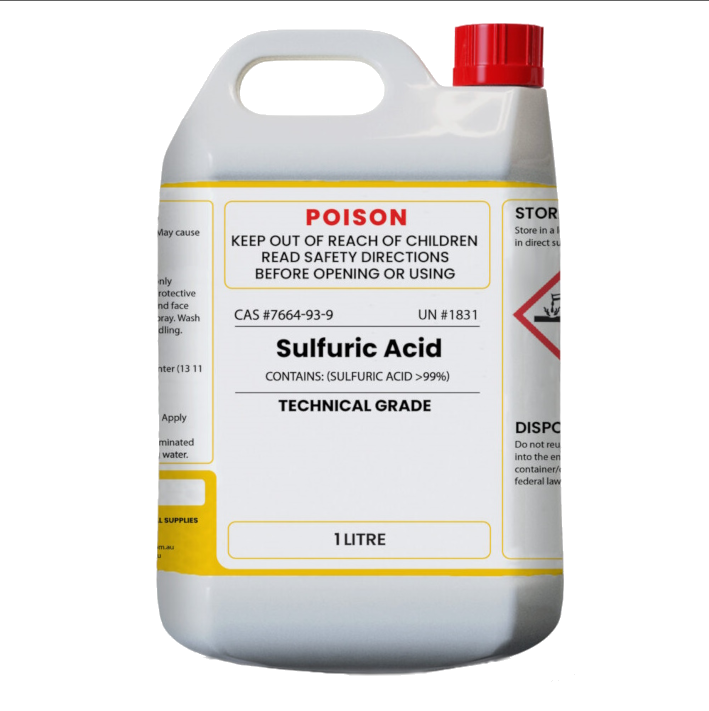 May cause
only
rotective
nd face
ray. Wash
dling.
nter (13 11
Apply
minated
water.
L SUPPLIES
om.au
u
POISON
KEEP OUT OF REACH OF CHILDREN
READ SAFETY DIRECTIONS
BEFORE OPENING OR USING
CAS #7664-93-9 UN #1831
Sulfuric Acid
CONTAINS: (SULFURIC ACID >99%)
TECHNICAL GRADE
1 LITRE
STOR
Store in a
in direct su
DISPO
Do not reu
into the en
container/
federal law